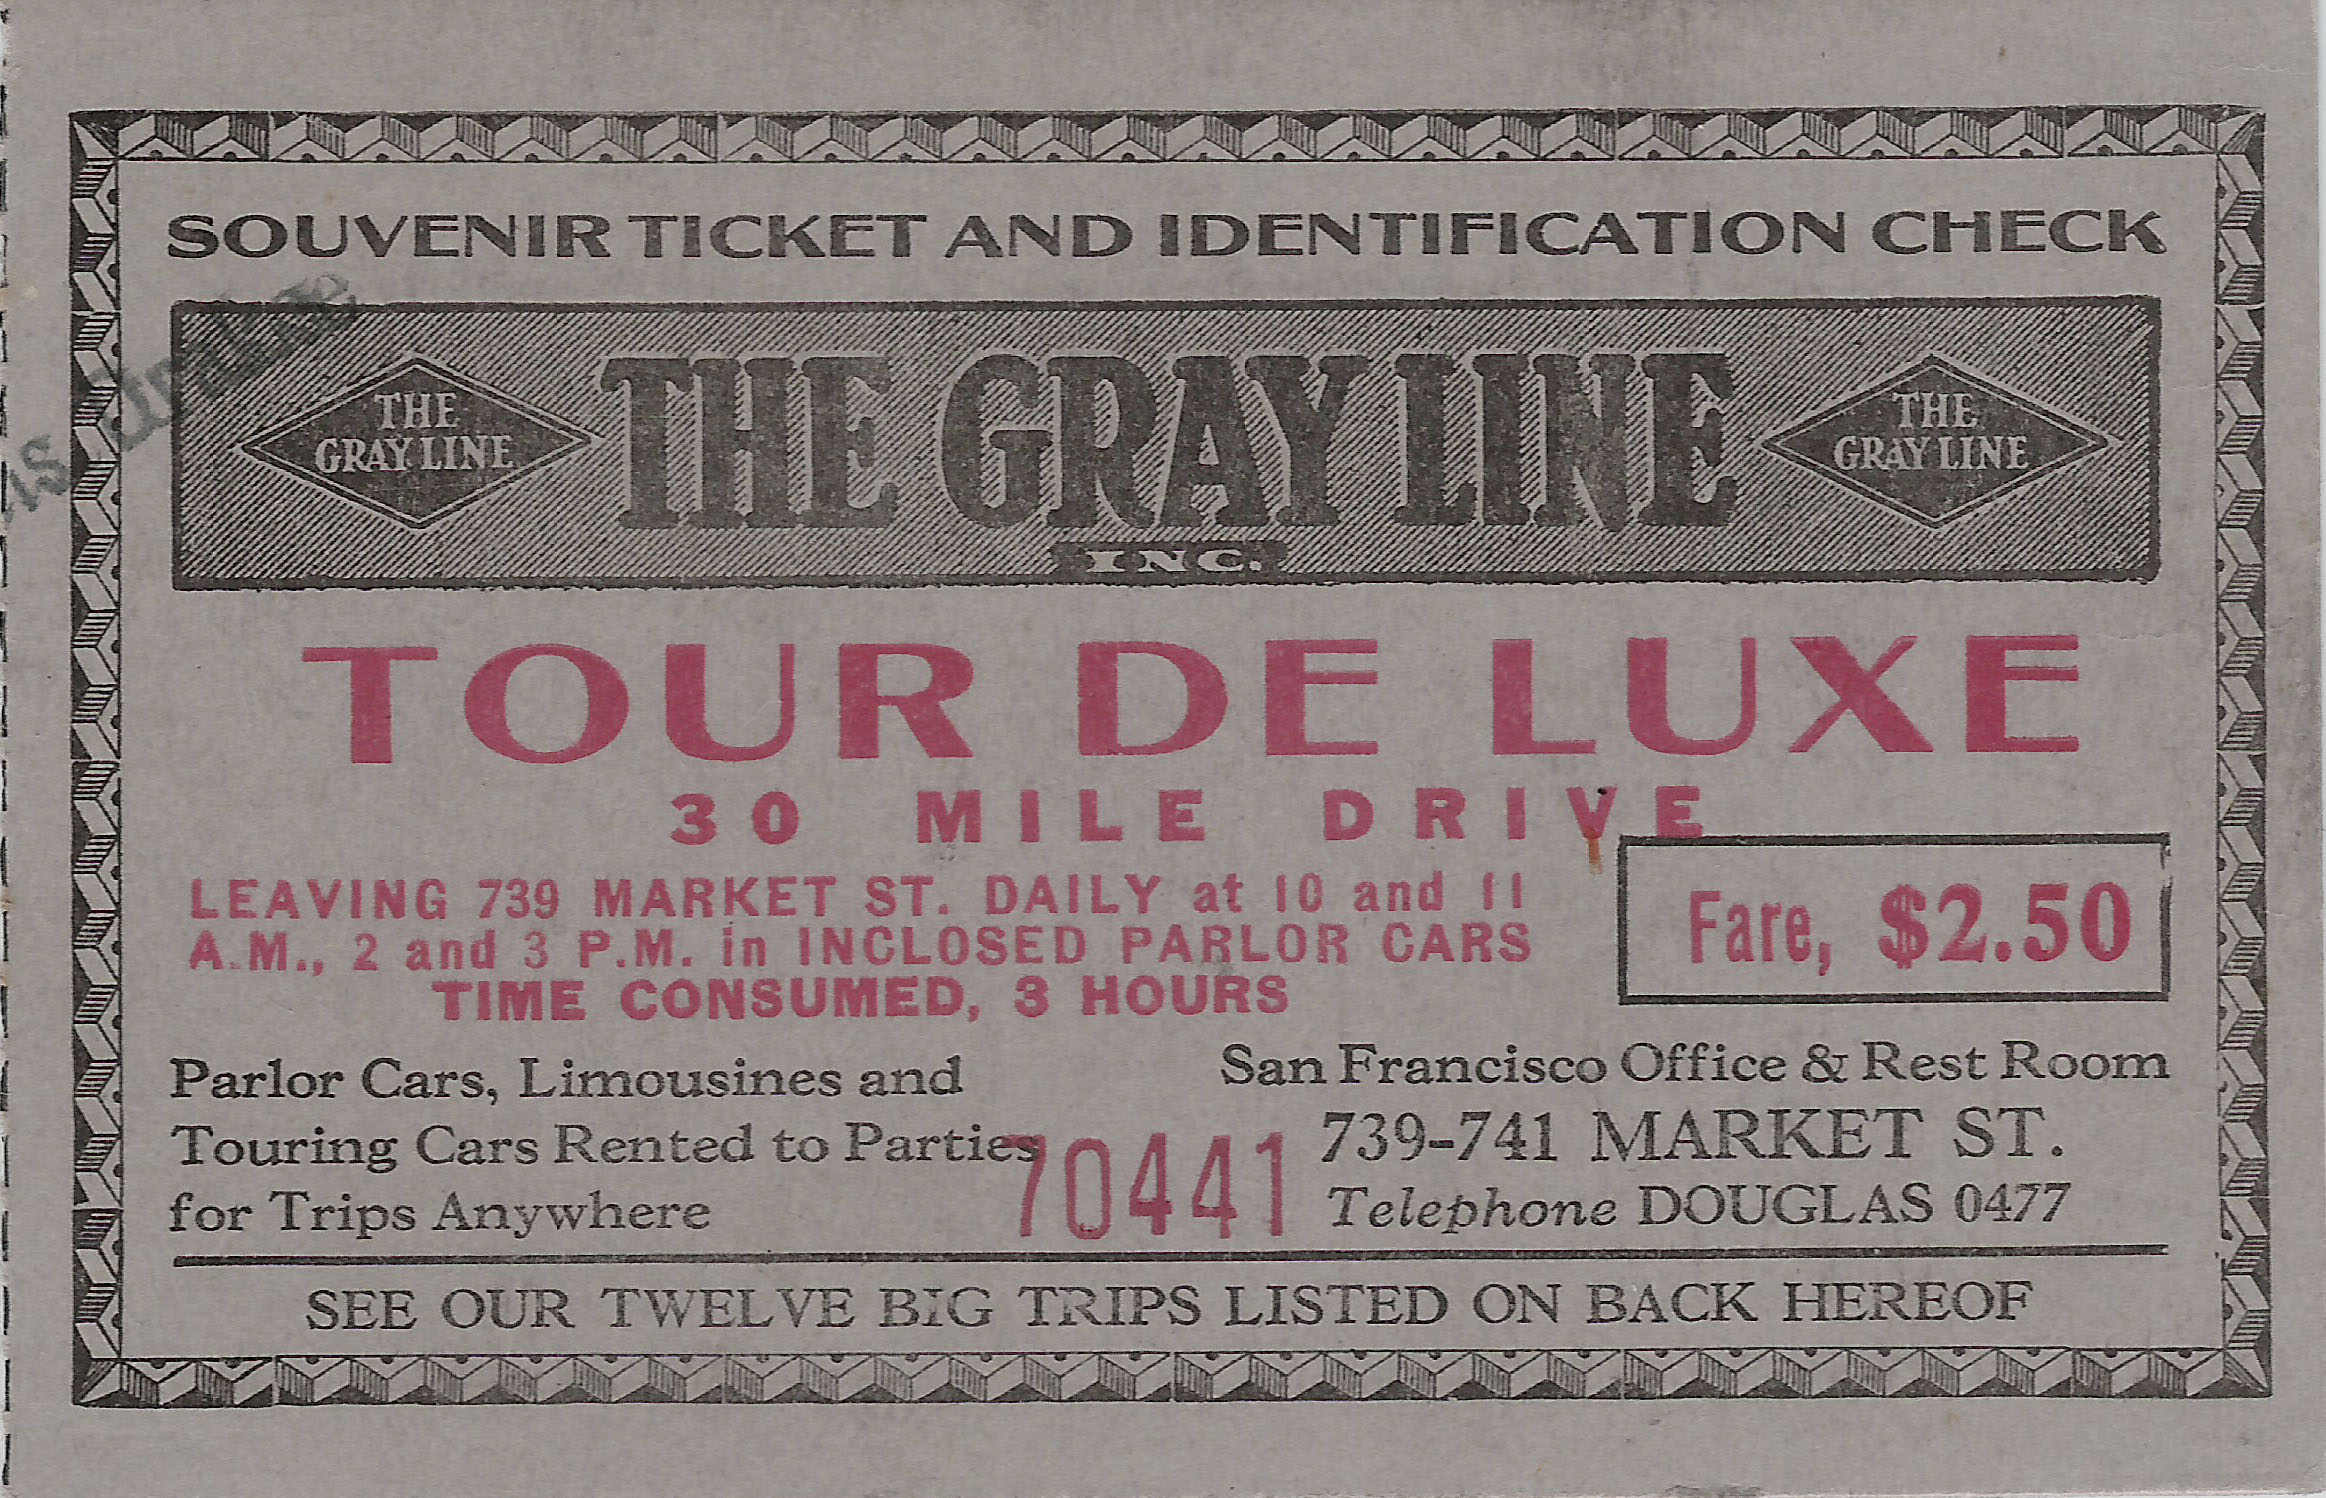 SOUVENIR TICKET AND IDENTIFICATION CHECK
THE
GRAY LINE
THE GRAY LINE
INC.
THE
GRAY LINE
TOUR DE LUXE
30 MILE DRIVE
LEAVING 739 MARKET ST. DAILY at 10 and 11
A.M., 2 and 3 P.M. in INCLOSED PARLOR CARS
TIME CONSUMED, 3 HOURS
Fare, $2.50
Parlor Cars, Limousines and
Touring Cars Rented to Parties
for Trips Anywhere
70441
San Francisco Office & Rest Room
739-741 MARKET ST.
Telephone DOUGLAS 0477
SEE OUR TWELVE BIG TRIPS LISTED ON BACK HEREOF